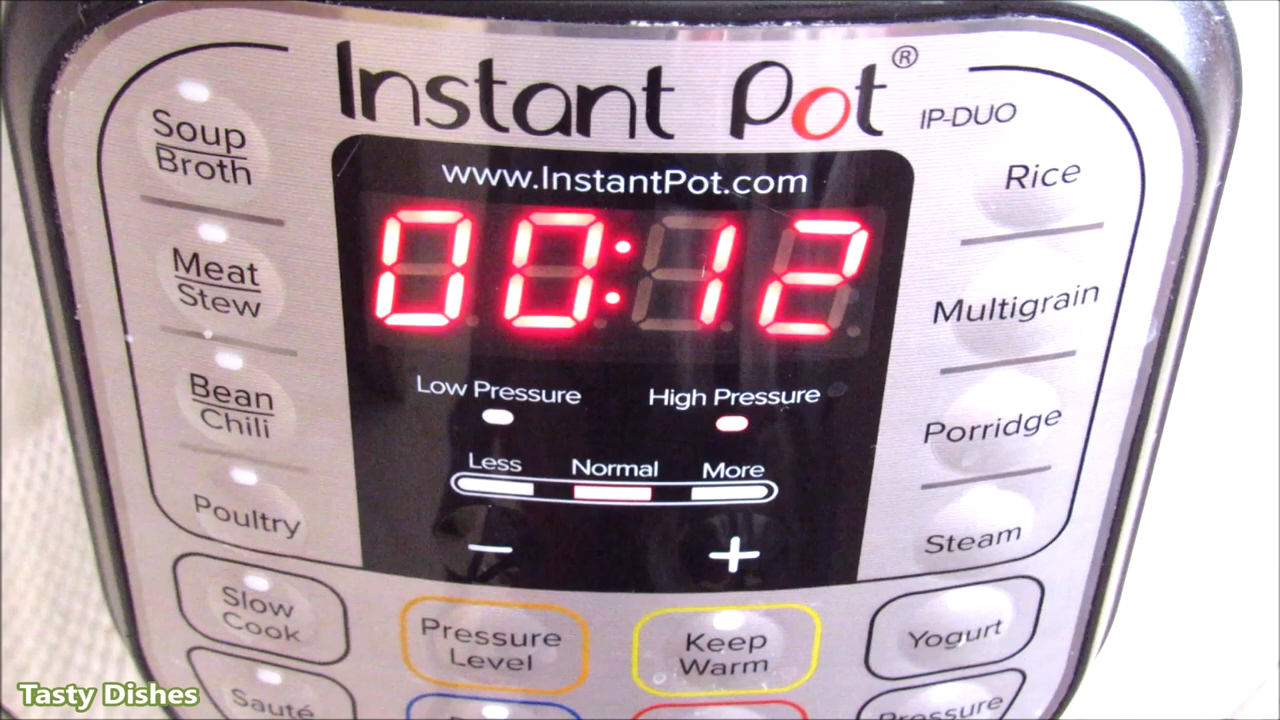 Instant Pot®
IP-DUO
www.InstantPot.com
00:12
Low Pressure
High Pressure
Less
Normal
More
−
+
Soup
Broth
Meat
Stew
Bean
Chili
Poultry
Rice
Multigrain
Porridge
Steam
Slow
Cook
Pressure
Level
Keep
Warm
Yogurt
Sauté
Pressure
Tasty Dishes